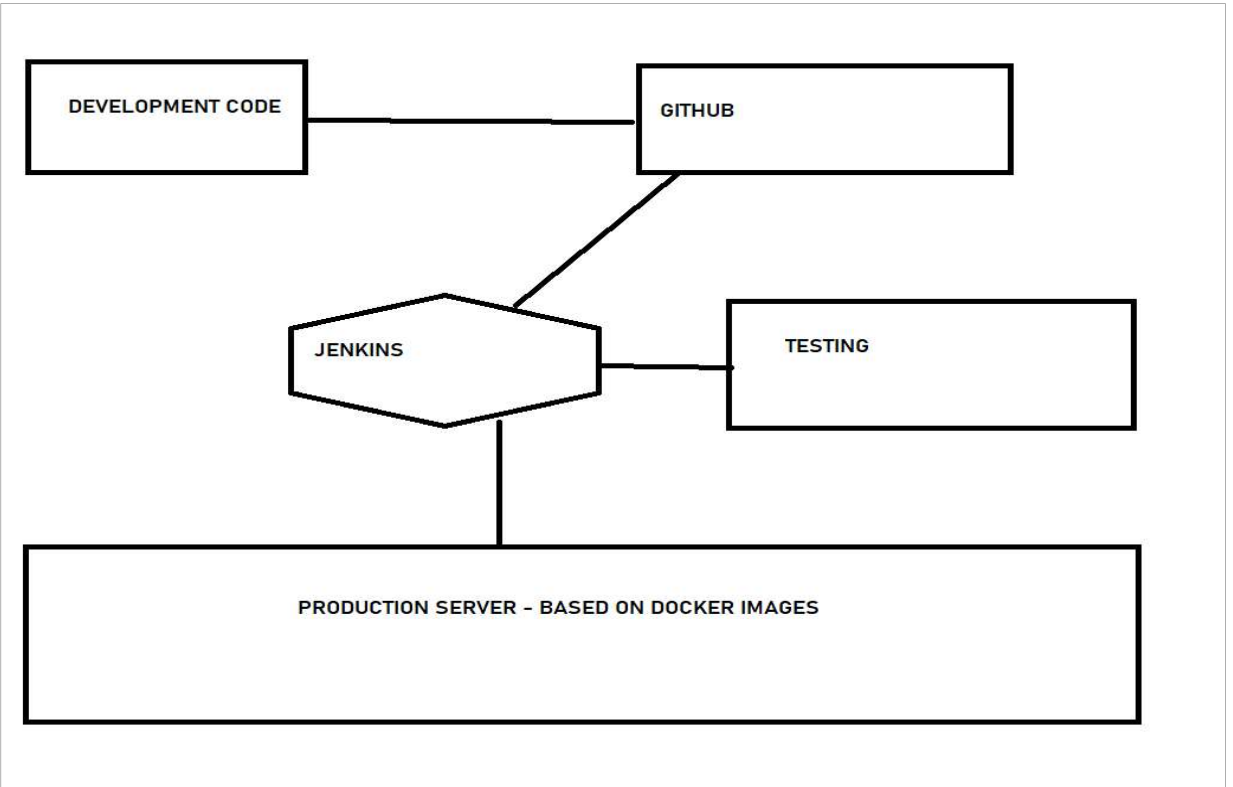 DEVELOPMENT CODE
GITHUB
JENKINS
TESTING
PRODUCTION SERVER - BASED ON DOCKER IMAGES